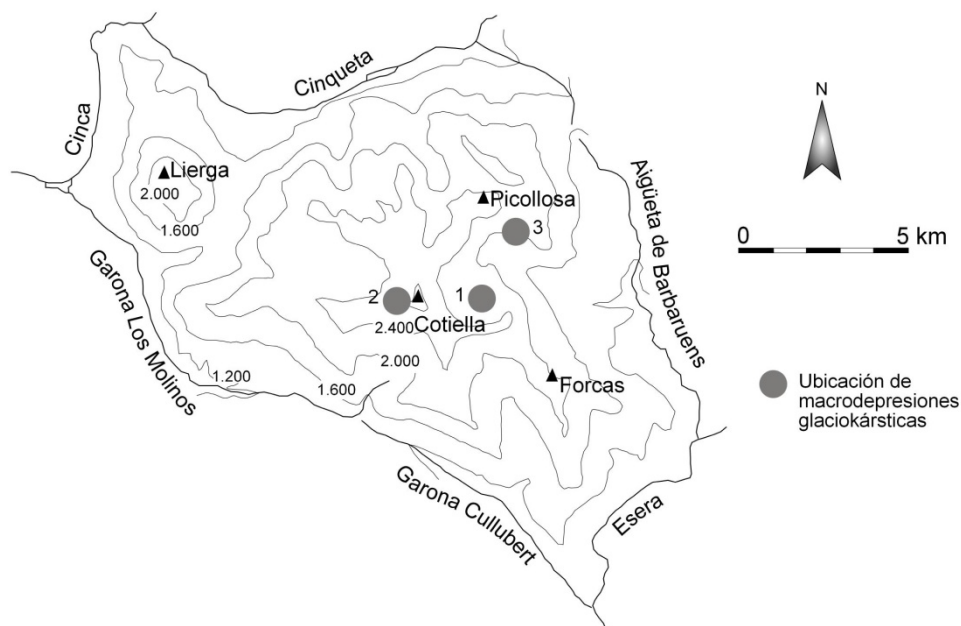 Cinqueta
N
Cinca
Lierga
2.000
1.600
Picollosa
3
Aigüeta de Barbaruens
0
5 km
Garona Los Molinos
2
1
Cotiella
2.400
2.000
1.200
1.600
Forcas
Ubicación de
macrodepresiones
glaciokársticas
Garona Cullubert
Esera